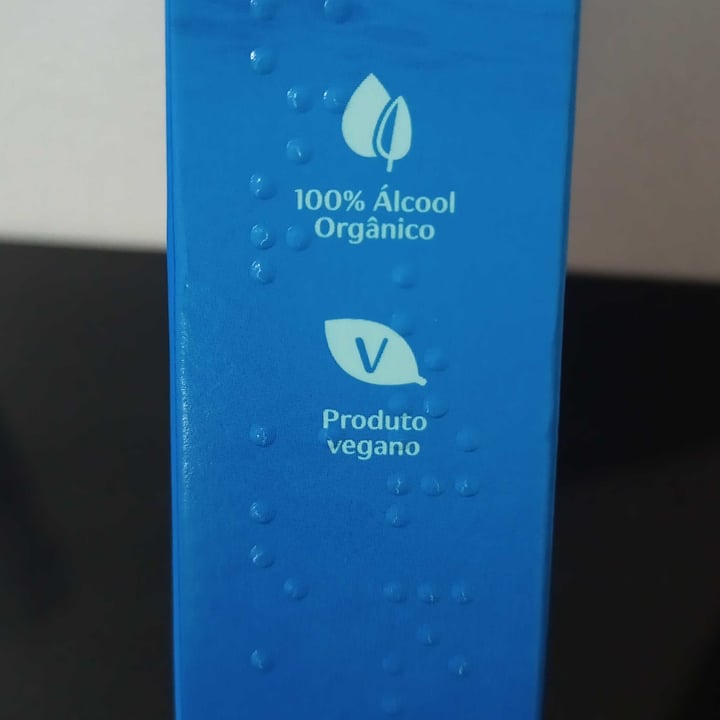 100% Álcool
Orgânico
V
Produto
vegano